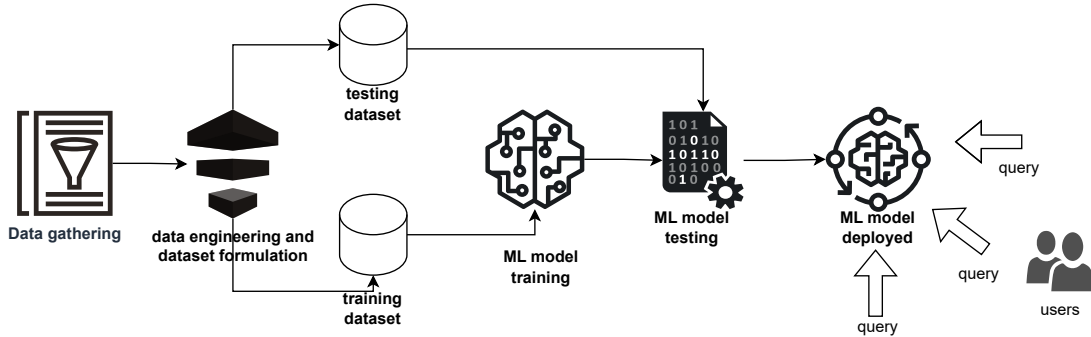 testing
dataset
101
01010
10110
10100
010
Data gathering
data engineering and
dataset formulation
training
dataset
ML model
training
ML model
testing
ML model
deployed
query
query
query
users